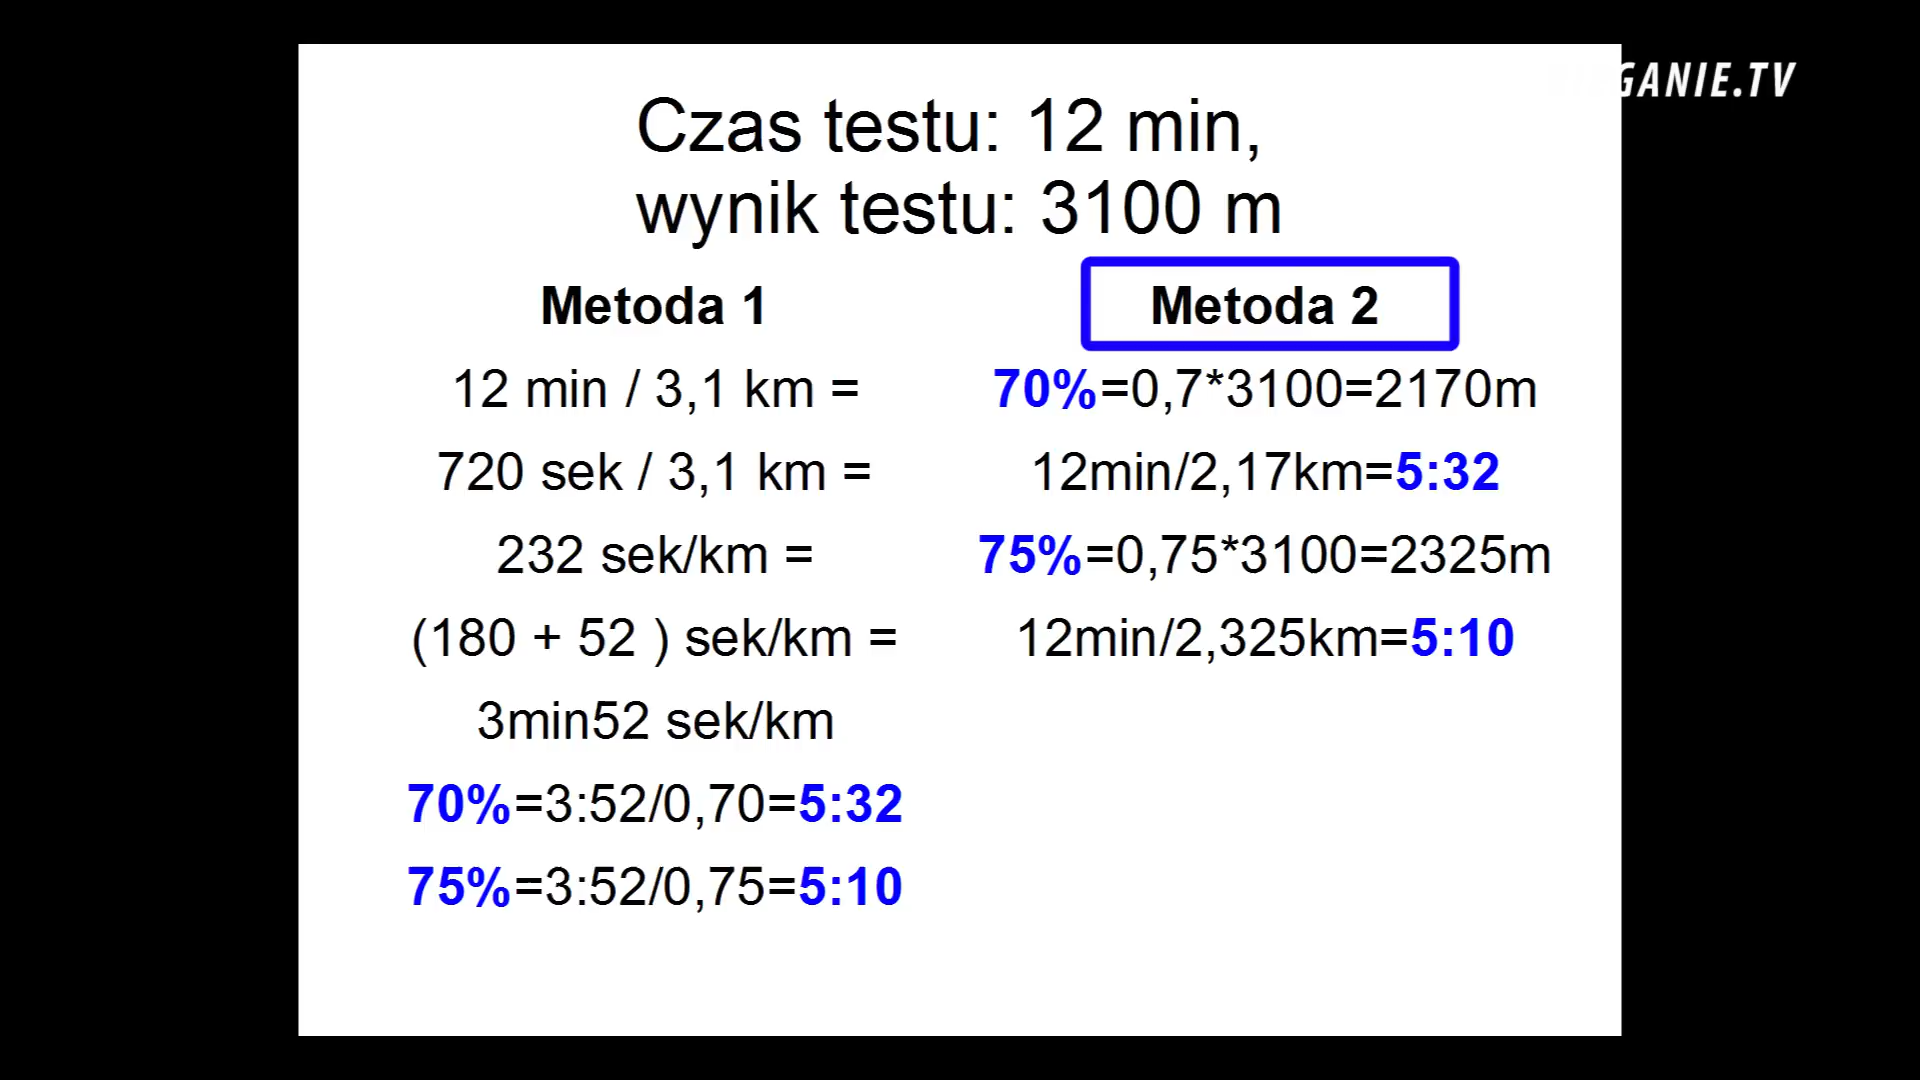 GANIE.TV
Czas testu: 12 min,
wynik testu: 3100 m
Metoda 1
12 min / 3,1 km =
720 sek / 3,1 km =
232 sek/km =
(180 + 52 ) sek/km =
3min52 sek/km
70%=3:52/0,70=5:32
75%=3:52/0,75=5:10
Metoda 2
70%=0,7*3100=2170m
12min/2,17km=5:32
75%=0,75*3100=2325m
12min/2,325km=5:10